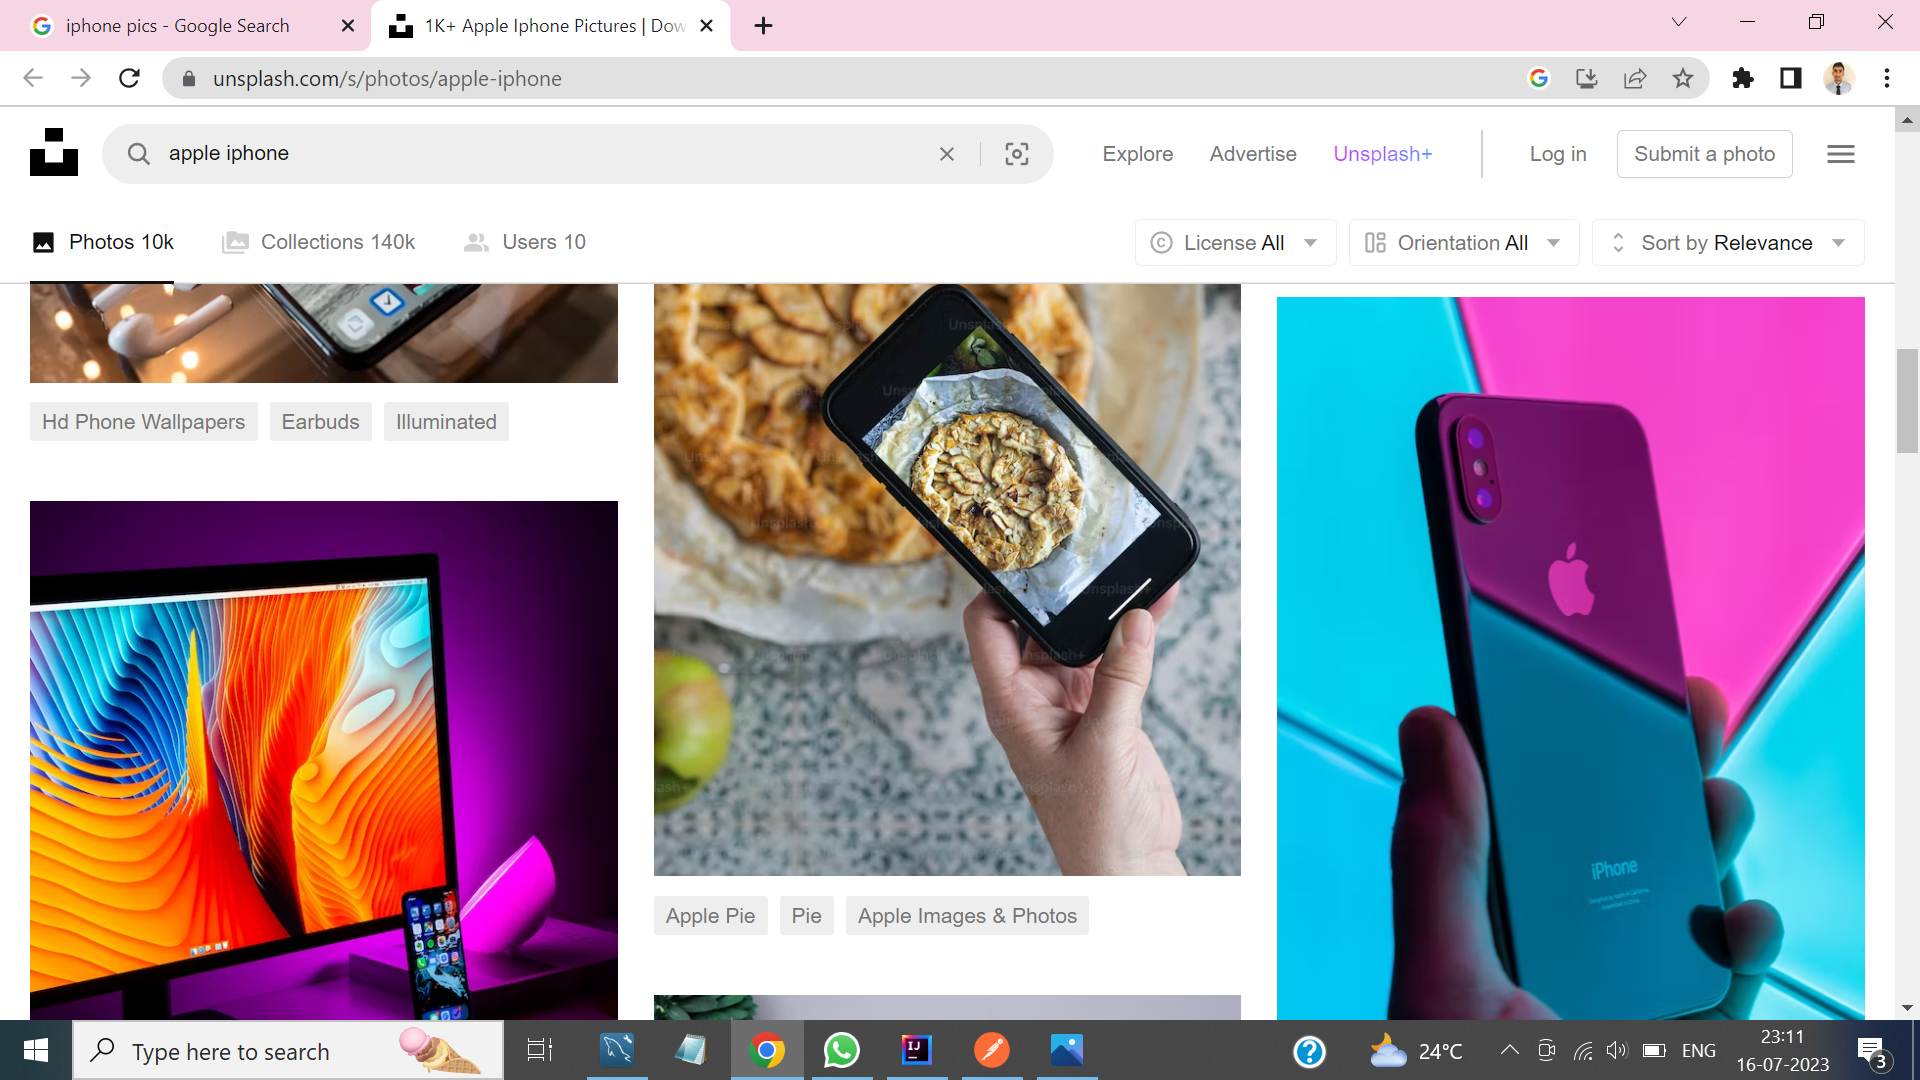 iphone pics - Google Search
1K+ Apple Iphone Pictures | Dow
unsplash.com/s/photos/apple-iphone
apple iphone
Explore
Advertise
Unsplash+
Log in
Submit a photo
Photos 10k
Collections 140k
Users 10
License All
Orientation All
Sort by Relevance
Hd Phone Wallpapers
Earbuds
Illuminated
iPhone
Apple Pie
Pie
Apple Images & Photos
Type here to search
IJ
24°C
ENG
23:11
16-07-2023
3